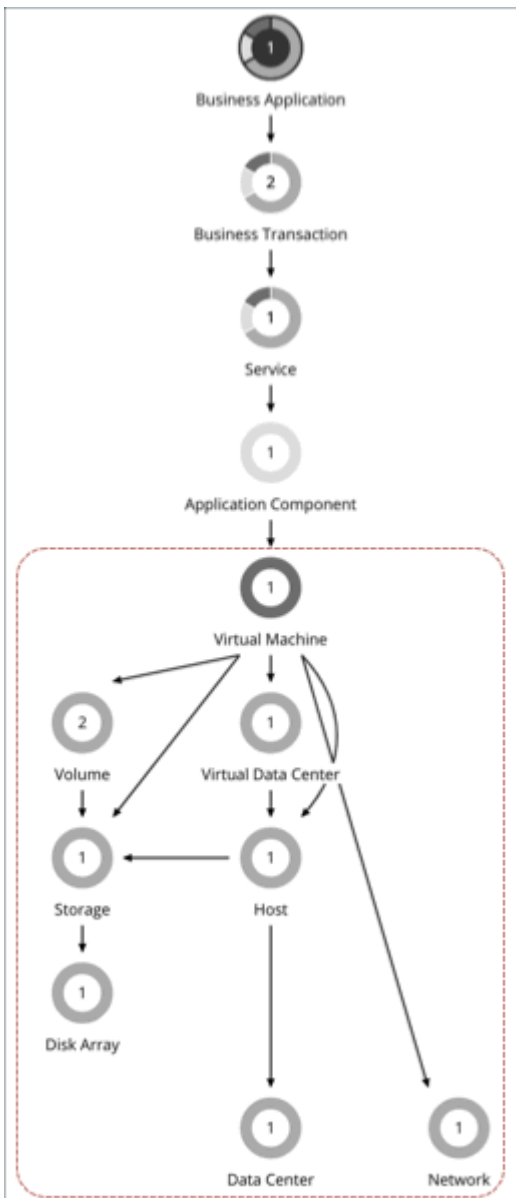 1
Business Application
2
Business Transaction
1
Service
1
Application Component
1
Virtual Machine
2
1
Volume
Virtual Data Center
1
1
Storage
Host
1
Disk Array
1
1
Data Center
Network